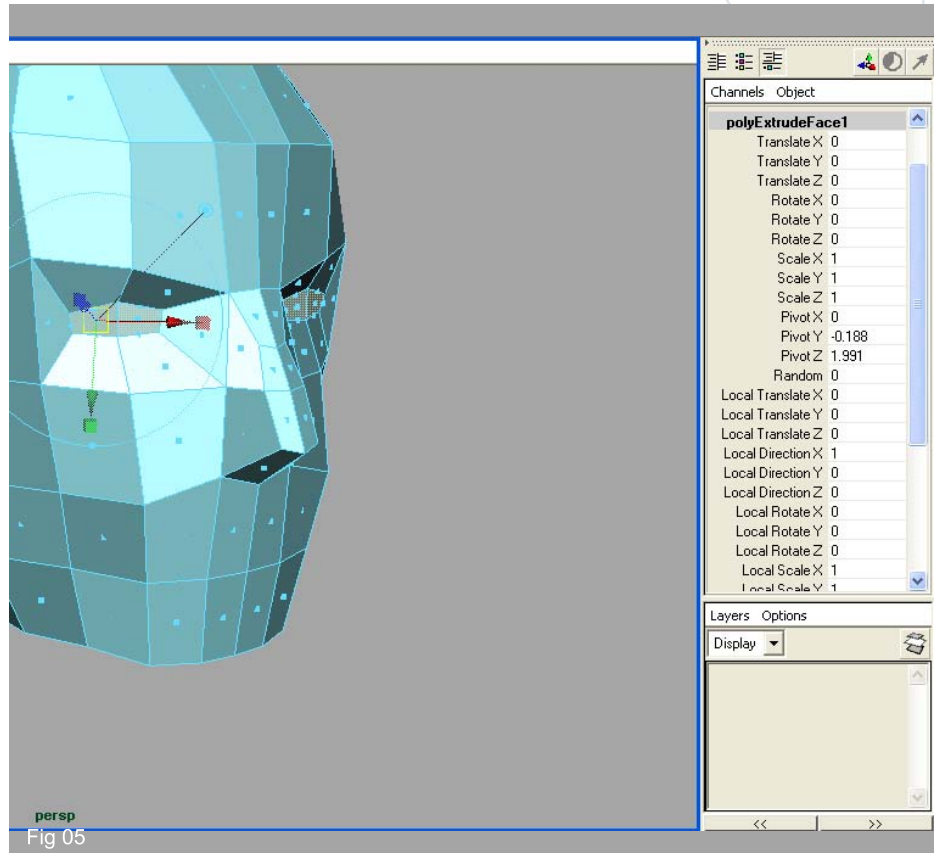 Channels Object
polyExtrudeFace1
Translate X 0
Translate Y 0
Translate Z 0
Rotate X 0
Rotate Y 0
Rotate Z 0
Scale X 1
Scale Y 1
Scale Z 1
Pivot X 0
Pivot Y -0.188
Pivot Z 1.991
Random 0
Local Translate X 0
Local Translate Y 0
Local Translate Z 0
Local Direction X 1
Local Direction Y 0
Local Direction Z 0
Local Rotate X 0
Local Rotate Y 0
Local Rotate Z 0
Local Scale X 1
Local Scale Y 1
Layers Options
Display
<< >>
persp
Fig 05